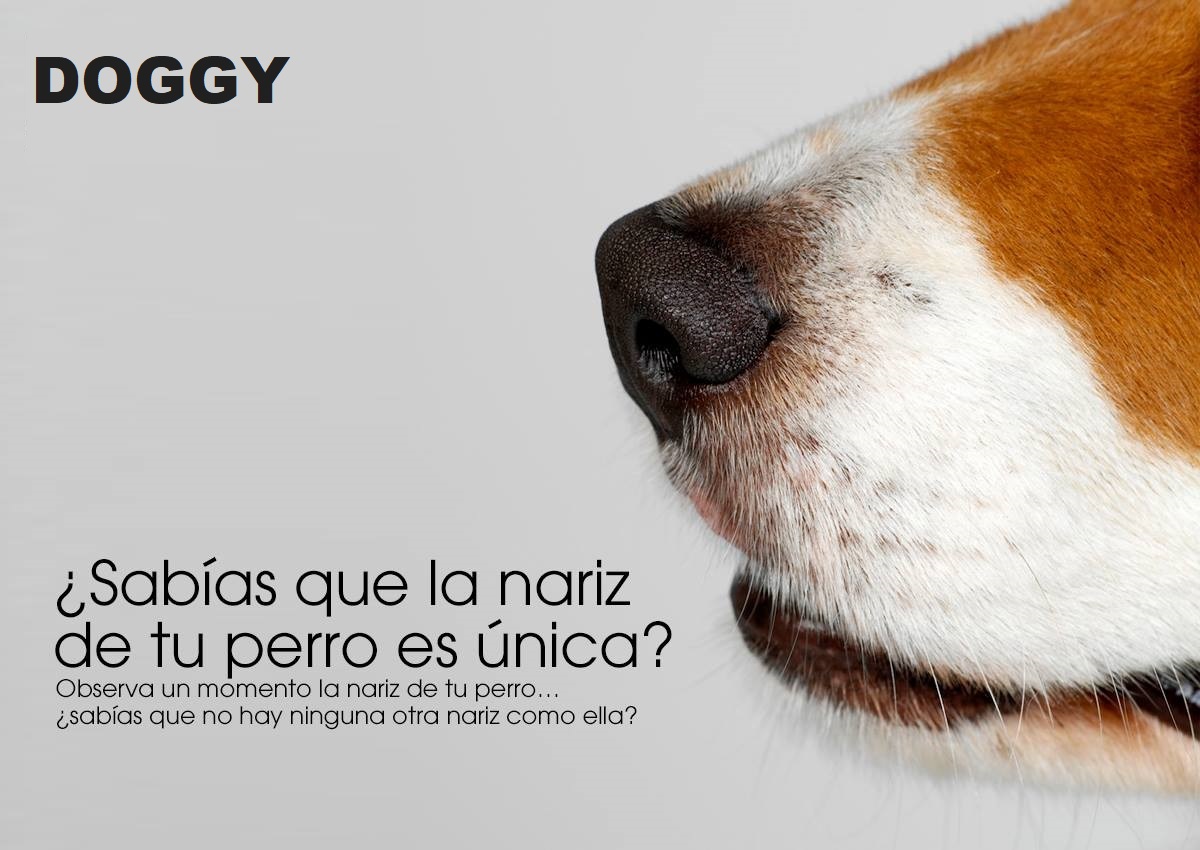 DOGGY
¿Sabías que la nariz
de tu perro es única?
Observa un momento la nariz de tu perro...
¿sabías que no hay ninguna otra nariz como ella?